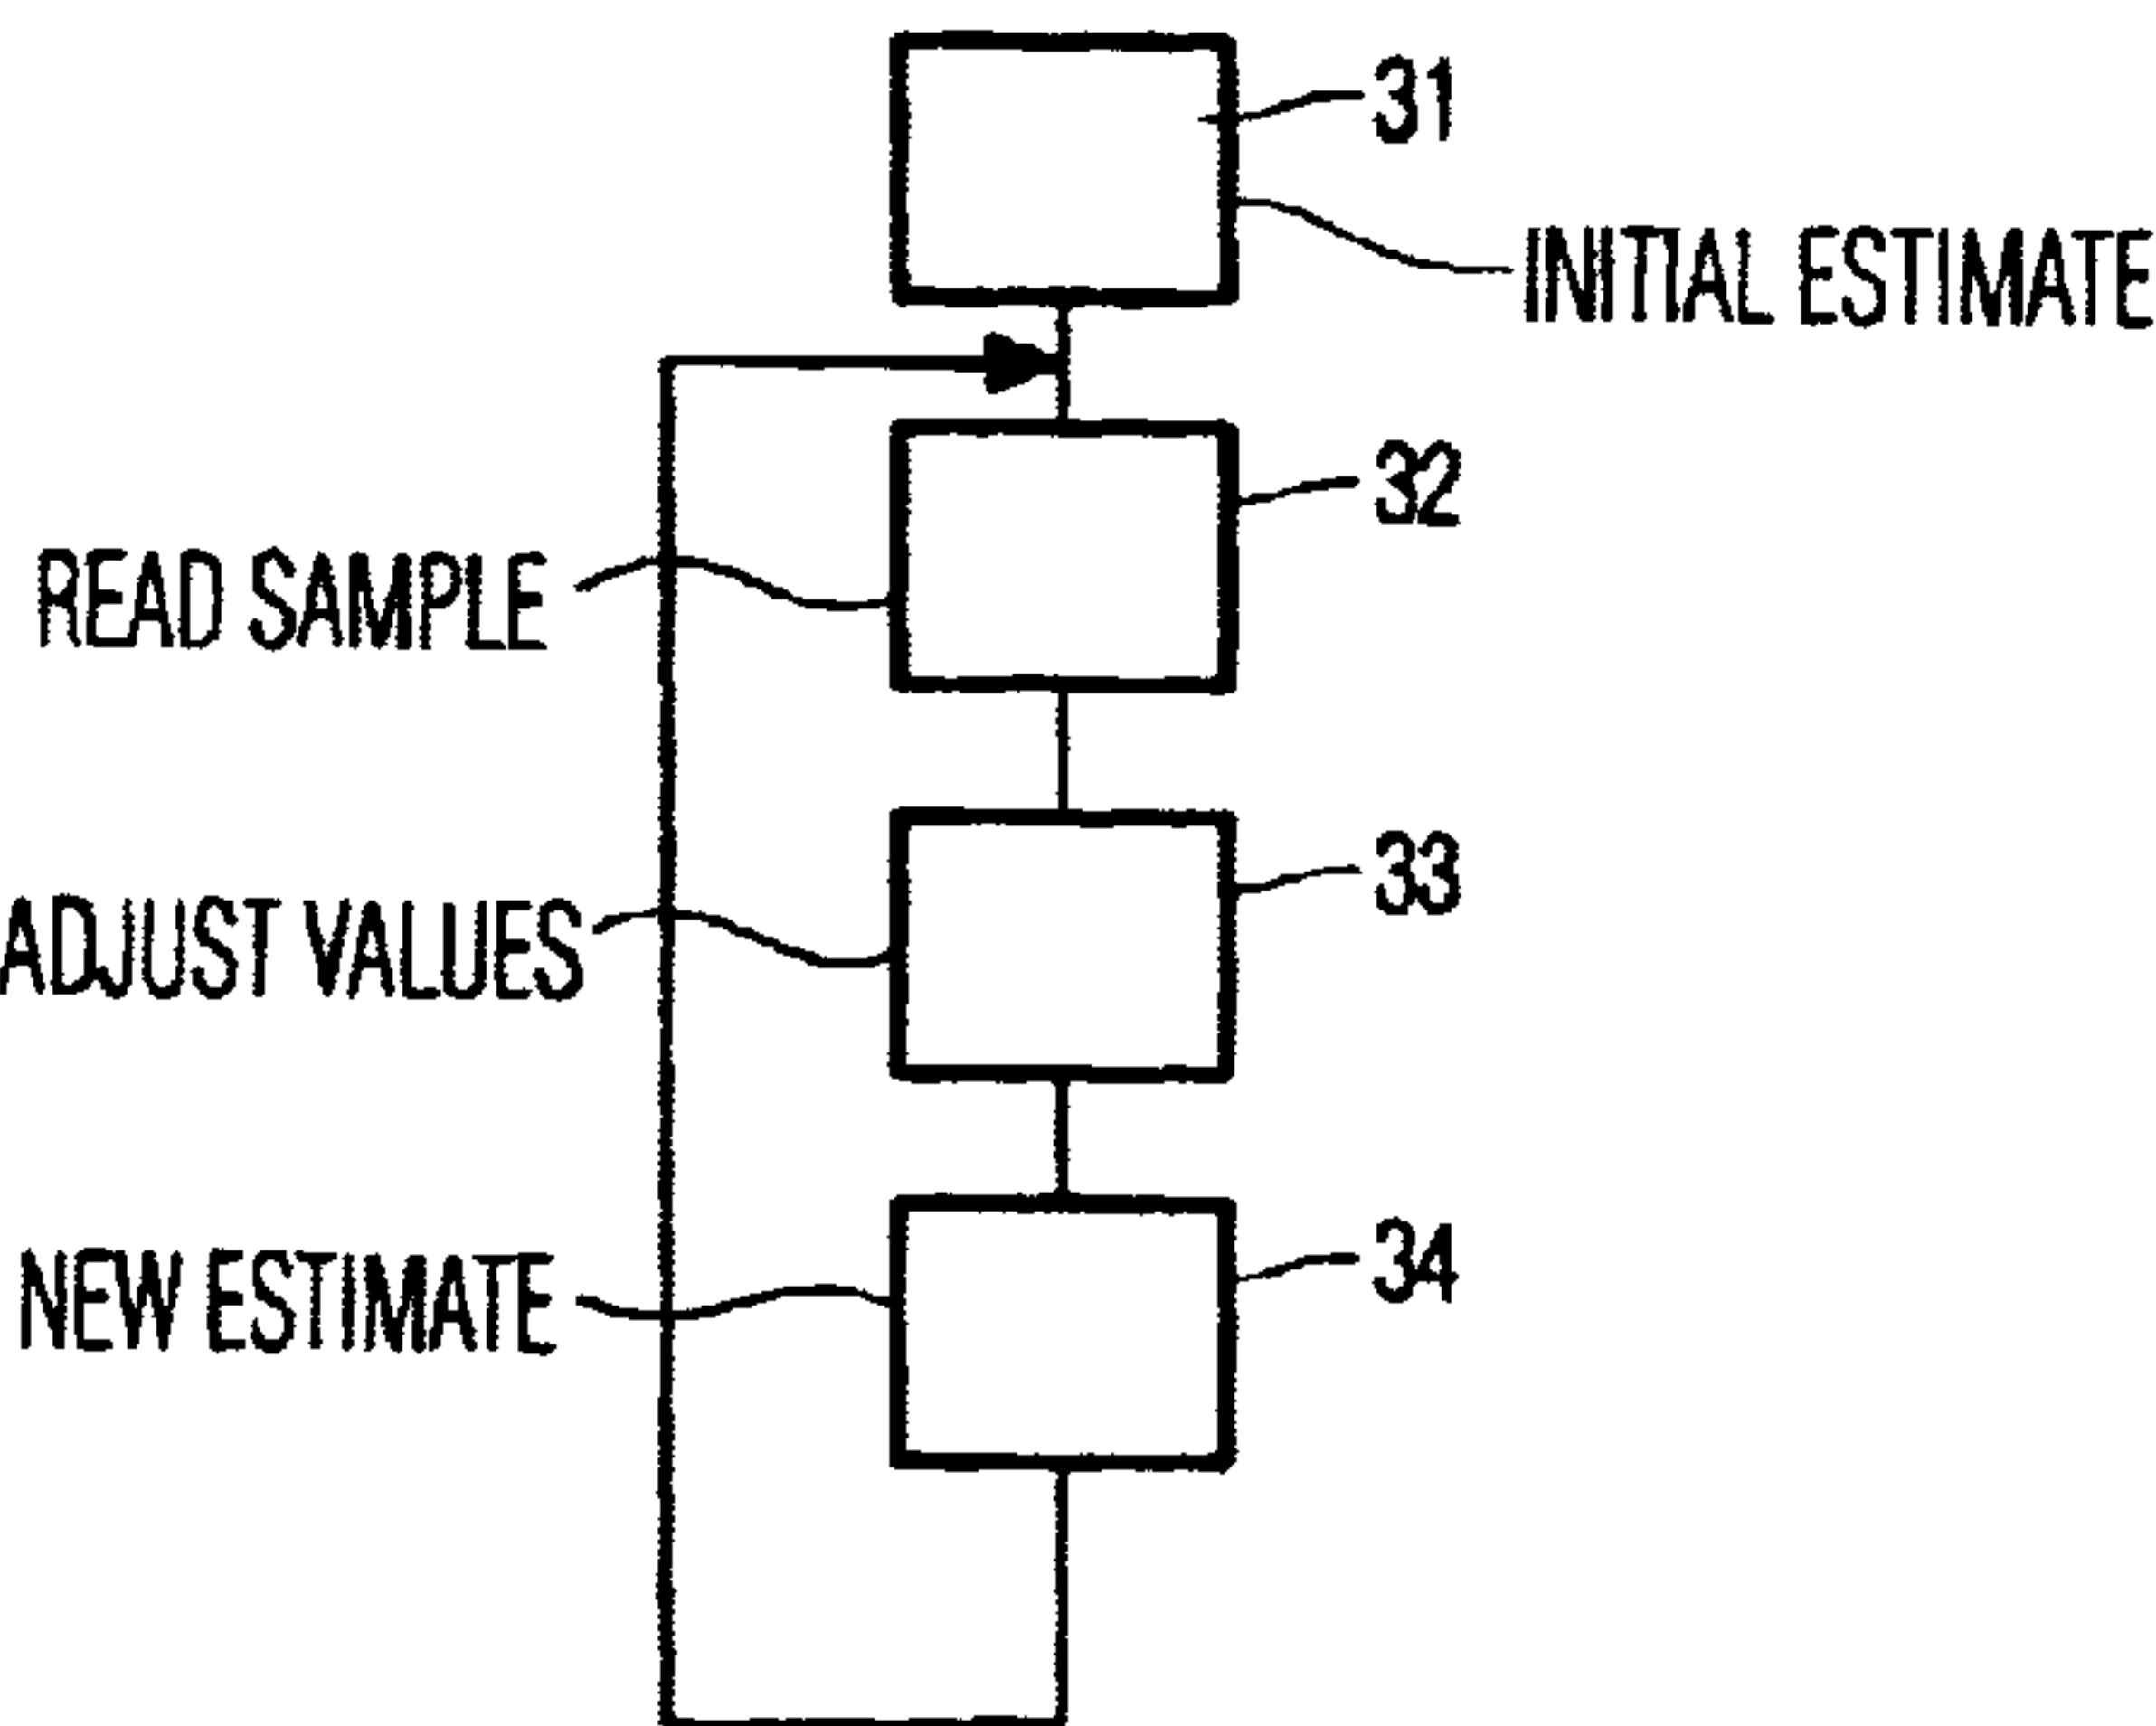 31
INITIAL ESTIMATE
32
READ SAMPLE
33
ADJUST VALUES
34
NEW ESTIMATE